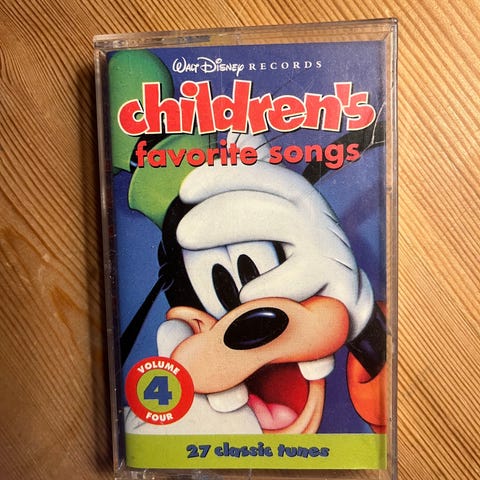 Walt Disney RECORDS
children's
favorite songs
VOLUME
4
FOUR
27 classic tunes